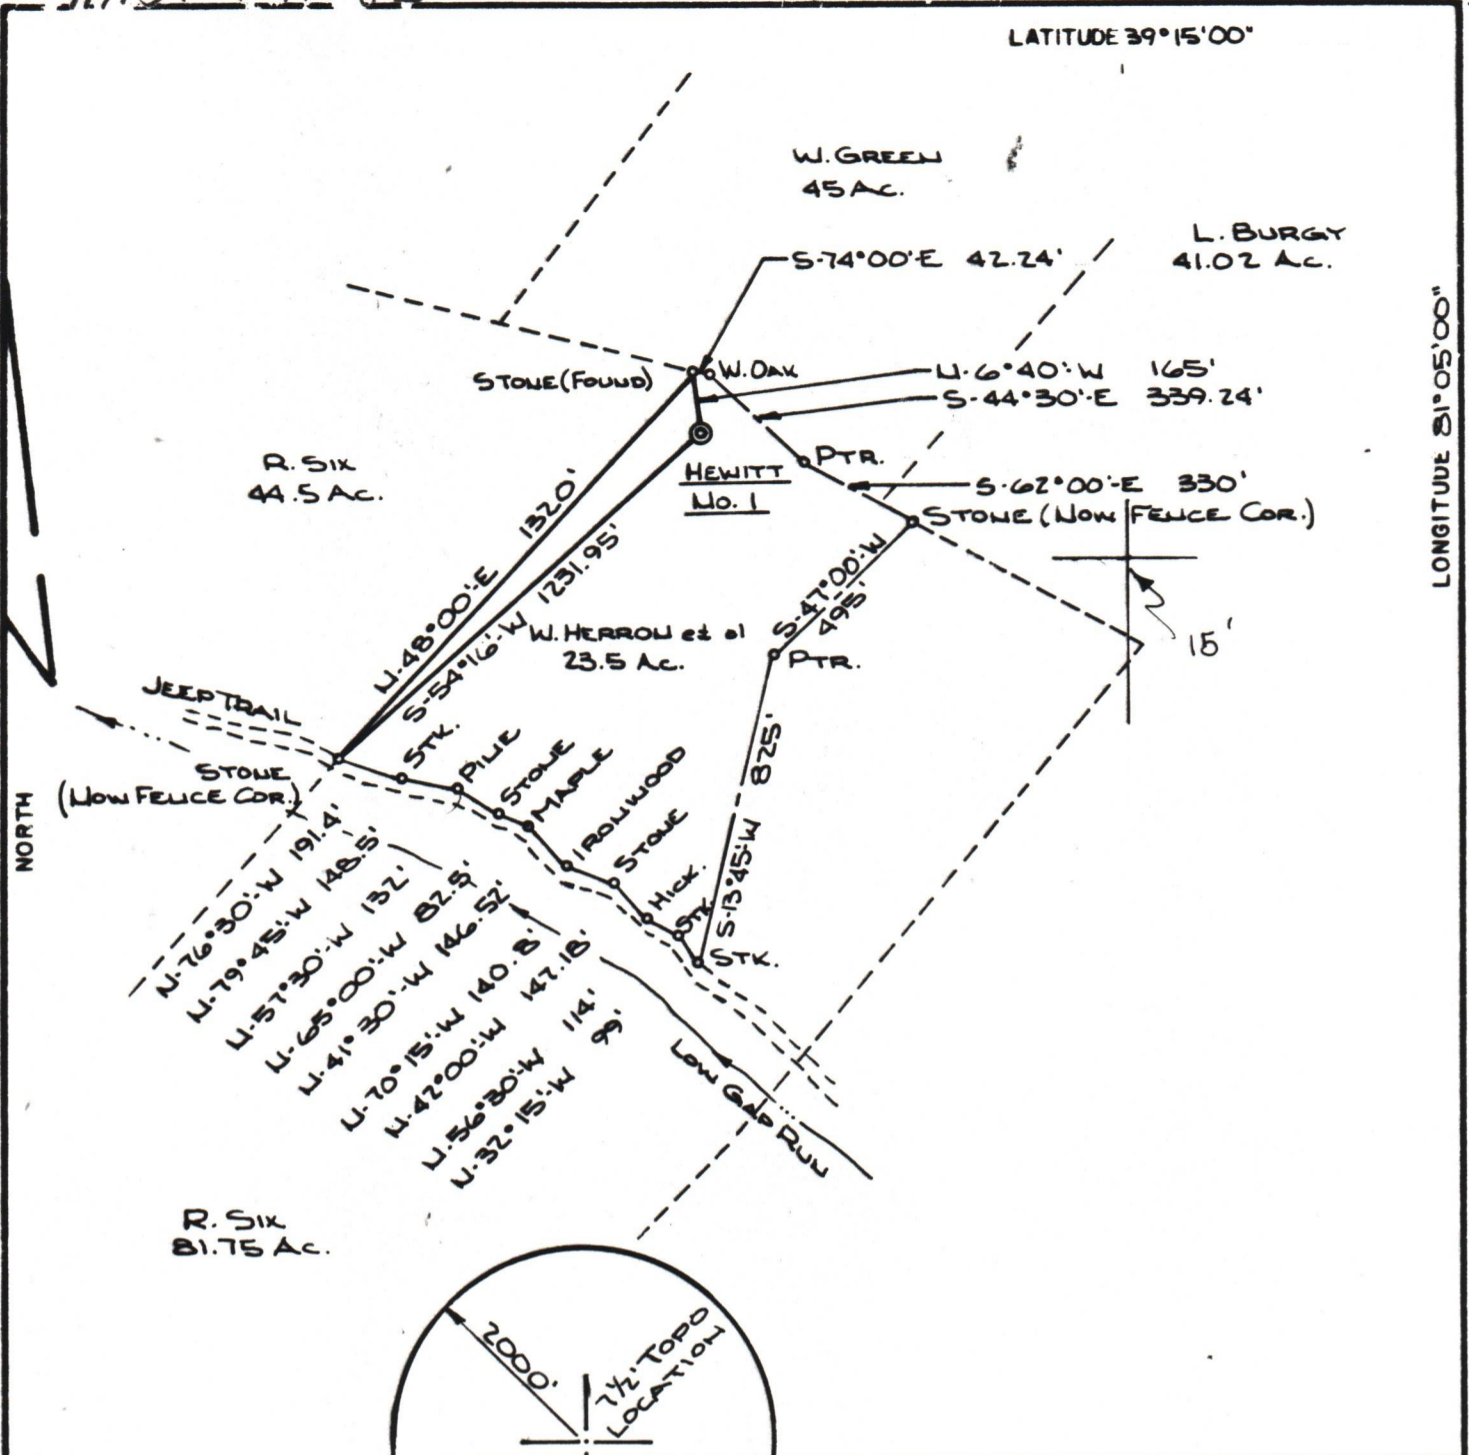 LATITUDE 39°15'00"
W. GREEN
45 Ac.
L. BURGY
41.02 Ac.
S-74°00'-E 42.24'
LONGITUDE 81°05'00"
STONE (FOUND)
W. OAK
N-6°40'-W 165'
S-44°30'-E 339.24'
R. SIX
44.5 Ac.
HEWITT
No. 1
PTR.
S-62°00'-E 330'
STONE (NOW FENCE COR.)
N-48°00'-E 1320'
S-54°16'-W 1231.95'
S-47°00'-W
495'
15'
W. HERRON et al
23.5 Ac.
PTR.
JEEP TRAIL
STONE
(NOW FENCE COR.)
NORTH
STK.
PINE
STONE
MAPLE
IRONWOOD
STONE
HICK.
STK.
STK.
S-13°45'-W 825'
N-76°30'-W 191.4'
N-79°45'-W 148.5'
N-57°30'-W 132'
N-65°00'-W 82.5'
N-41°30'-W 146.52'
N-70°15'-W 140.8'
N-42°00'-W 147.18'
N-56°30'-W 114'
N-32°15'-W 99'
LOW GAP RUN
R. SIX
81.75 Ac.
2000'
7½' TOPO
LOCATION